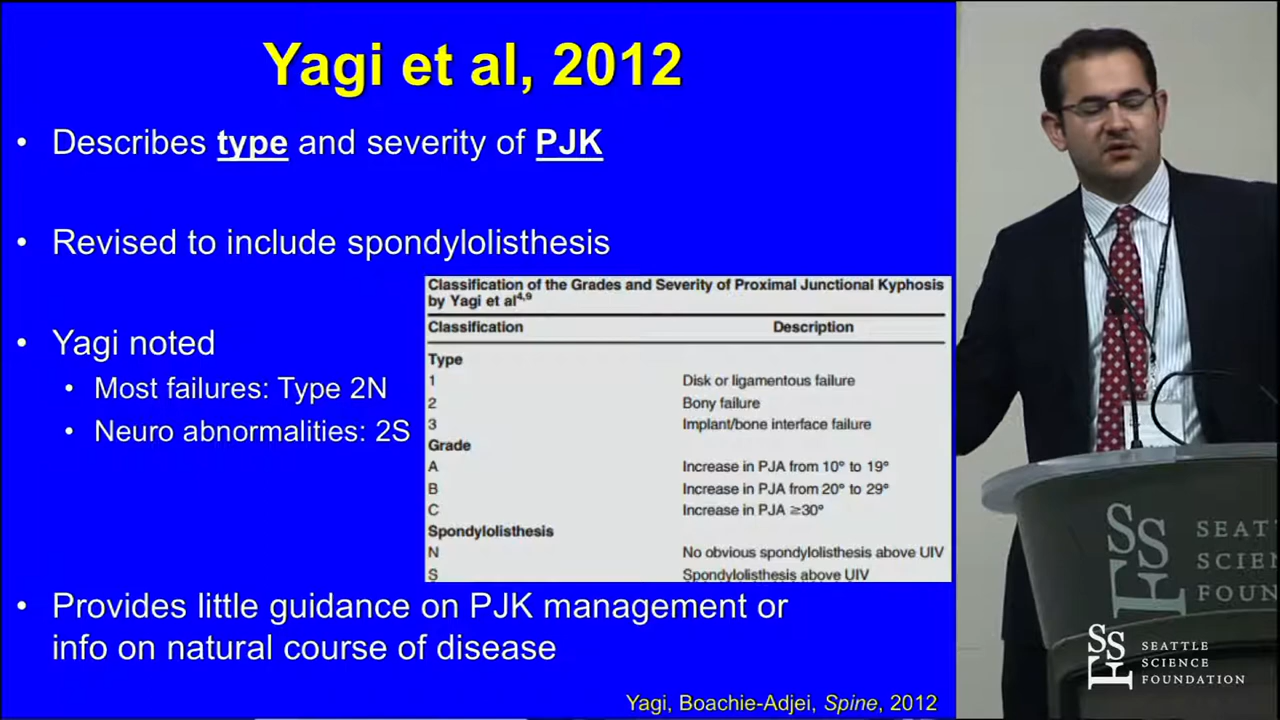 Yagi et al, 2012
• Describes type and severity of PJK
• Revised to include spondylolisthesis
• Yagi noted
• Most failures: Type 2N
• Neuro abnormalities: 2S
Classification of the Grades and Severity of Proximal Junctional Kyphosis
by Yagi et al4,9
Classification Description
Type
1 Disk or ligamentous failure
2 Bony failure
3 Implant/bone interface failure
Grade
A Increase in PJA from 10° to 19°
B Increase in PJA from 20° to 29°
C Increase in PJA ≥30°
Spondylolisthesis
N No obvious spondylolisthesis above UIV
S Spondylolisthesis above UIV
• Provides little guidance on PJK management or
info on natural course of disease
Yagi, Boachie-Adjei, Spine, 2012
SSF
SEATTLE
SCIEN
FOUN
SSF
SEATTLE
SCIENCE
FOUNDATION